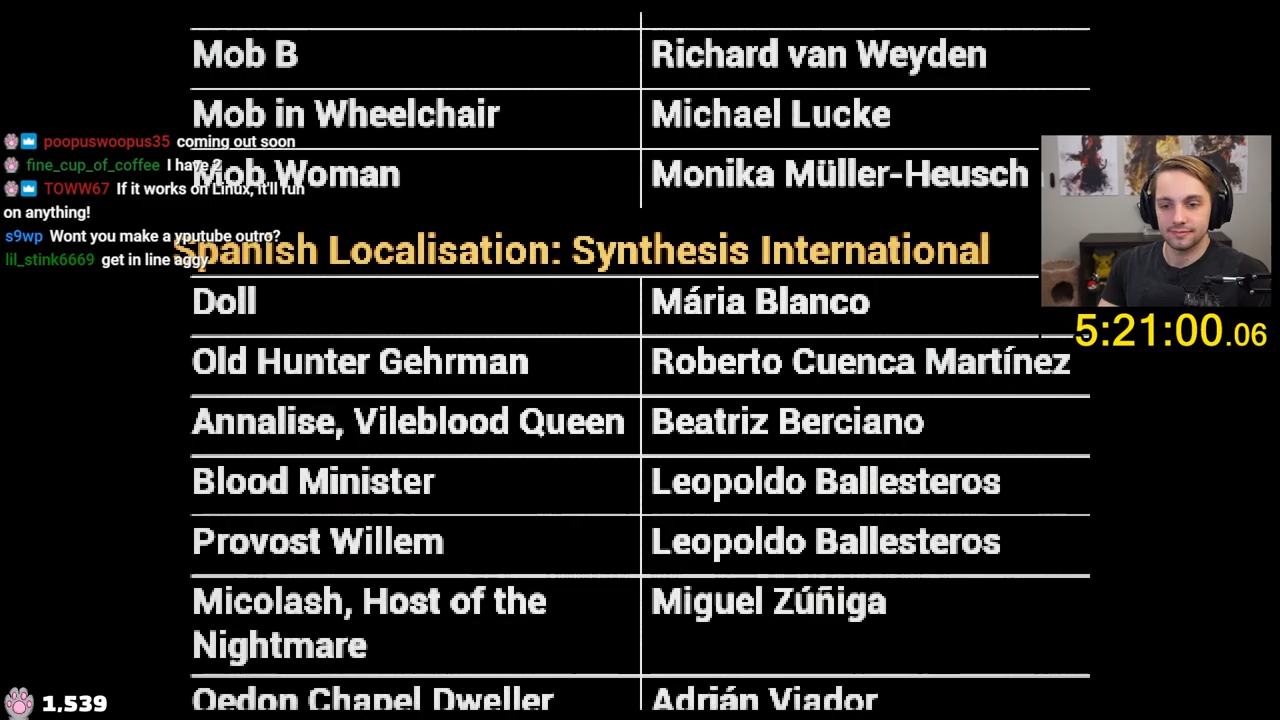 Mob B Richard van Weyden
Mob in Wheelchair Michael Lucke
poopuswoopus35 coming out soon
fine_cup_of_coffee I have 2
Mob Woman Monika Müller-Heusch
TOWW67 If it works on Linux, it'll run
on anything!
s9wp Wont you make a yputube outro?
lil_stink6669 get in line aggy
Spanish Localisation: Synthesis International
Doll Mária Blanco
5:21:00.06
Old Hunter Gehrman Roberto Cuenca Martínez
Annalise, Vileblood Queen Beatriz Berciano
Blood Minister Leopoldo Ballesteros
Provost Willem Leopoldo Ballesteros
Micolash, Host of the Miguel Zúñiga
Nightmare
Oedon Chapel Dweller Adrián Viador
1,539